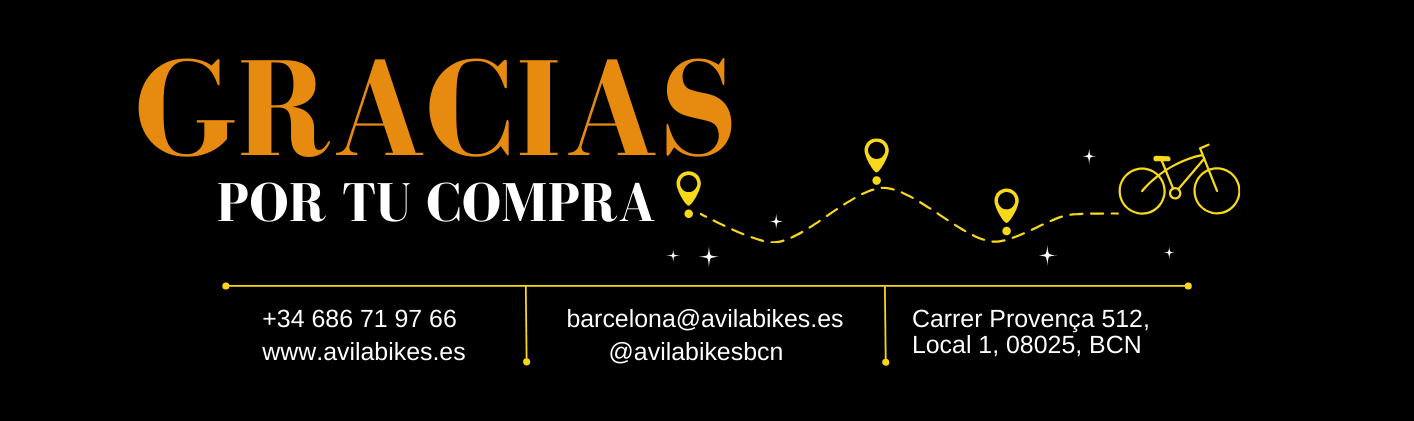 GRACIAS
POR TU COMPRA
+34 686 71 97 66
www.avilabikes.es
barcelona@avilabikes.es
@avilabikesbcn
Carrer Provença 512,
Local 1, 08025, BCN